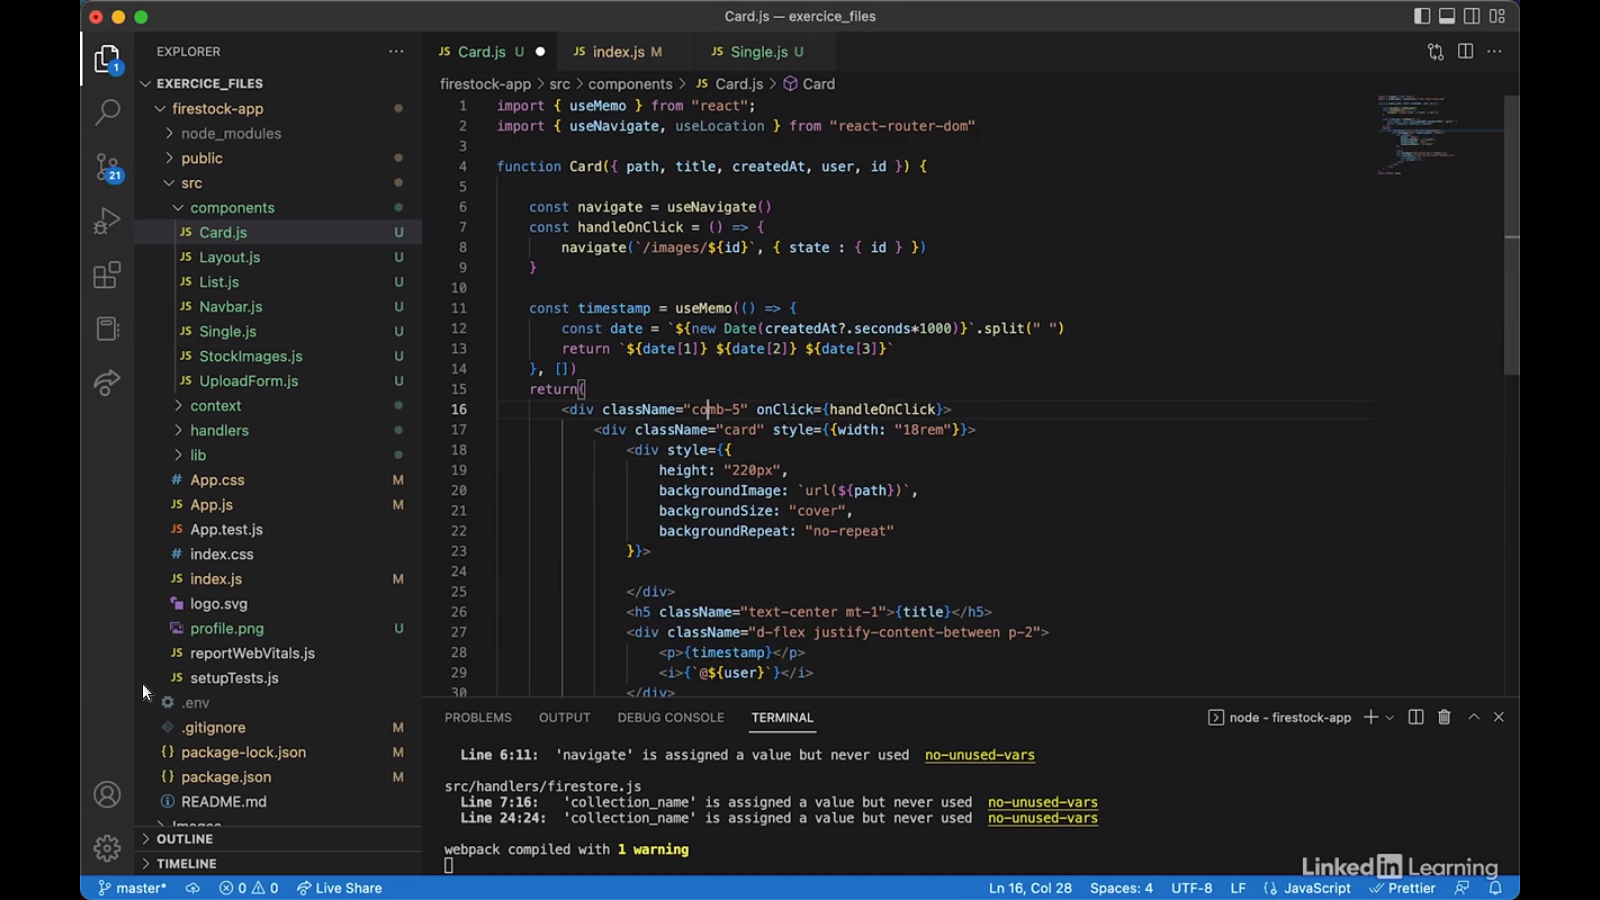 Card.js — exercice_files
EXPLORER
EXERCICE_FILES
firestock-app
node_modules
public
src
components
JS Card.js U
JS Layout.js U
JS List.js U
JS Navbar.js U
JS Single.js U
JS StockImages.js U
JS UploadForm.js U
context
handlers
lib
# App.css M
JS App.js M
JS App.test.js
# index.css
JS index.js M
logo.svg
profile.png U
JS reportWebVitals.js
JS setupTests.js
.env
.gitignore M
{} package-lock.json M
{} package.json M
README.md
OUTLINE
TIMELINE
1
21
JS Card.js U
JS index.js M
JS Single.js U
firestock-app > src > components > JS Card.js > Card
1 import { useMemo } from "react";
2 import { useNavigate, useLocation } from "react-router-dom"
3
4 function Card({ path, title, createdAt, user, id }) {
5
6 const navigate = useNavigate()
7 const handleOnClick = () => {
8 navigate(`/images/${id}`, { state : { id } })
9 }
10
11 const timestamp = useMemo(() => {
12 const date = `${new Date(createdAt?.seconds*1000)}`.split(" ")
13 return `${date[1]} ${date[2]} ${date[3]}`
14 }, [])
15 return(
16 <div className="comb-5" onClick={handleOnClick}>
17 <div className="card" style={{width: "18rem"}}>
18 <div style={{
19 height: "220px",
20 backgroundImage: `url(${path})`,
21 backgroundSize: "cover",
22 backgroundRepeat: "no-repeat"
23 }}>
24
25 </div>
26 <h5 className="text-center mt-1">{title}</h5>
27 <div className="d-flex justify-content-between p-2">
28 <p>{timestamp}</p>
29 <i>{`@${user}`}</i>
30 </div>
PROBLEMS OUTPUT DEBUG CONSOLE TERMINAL
node - firestock-app
Line 6:11: 'navigate' is assigned a value but never used no-unused-vars
src/handlers/firestore.js
Line 7:16: 'collection_name' is assigned a value but never used no-unused-vars
Line 24:24: 'collection_name' is assigned a value but never used no-unused-vars
webpack compiled with 1 warning
LinkedIn Learning
master* 0 0 Live Share
Ln 16, Col 28 Spaces: 4 UTF-8 LF {} JavaScript Prettier